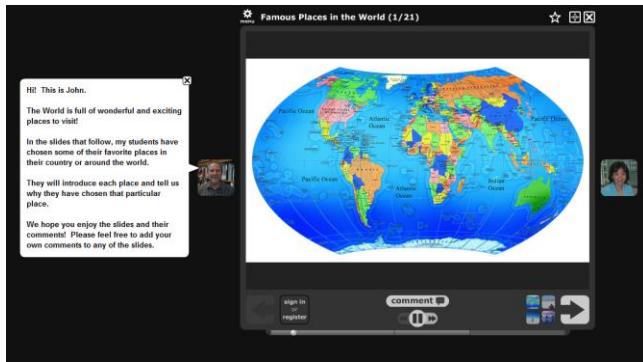 menu
Famous Places in the World (1/21)
Hi! This is John.
The World is full of wonderful and exciting
places to visit!
In the slides that follow, my students have
chosen some of their favorite places in
their country or around the world.
They will introduce each place and tell us
why they have chosen that particular
place.
We hope you enjoy the slides and their
comments! Please feel free to add your
own comments to any of the slides.
Pacific Ocean
Atlantic
Ocean
Pacific Ocean
Atlantic
Ocean
Indian
Ocean
sign in
or
register
comment